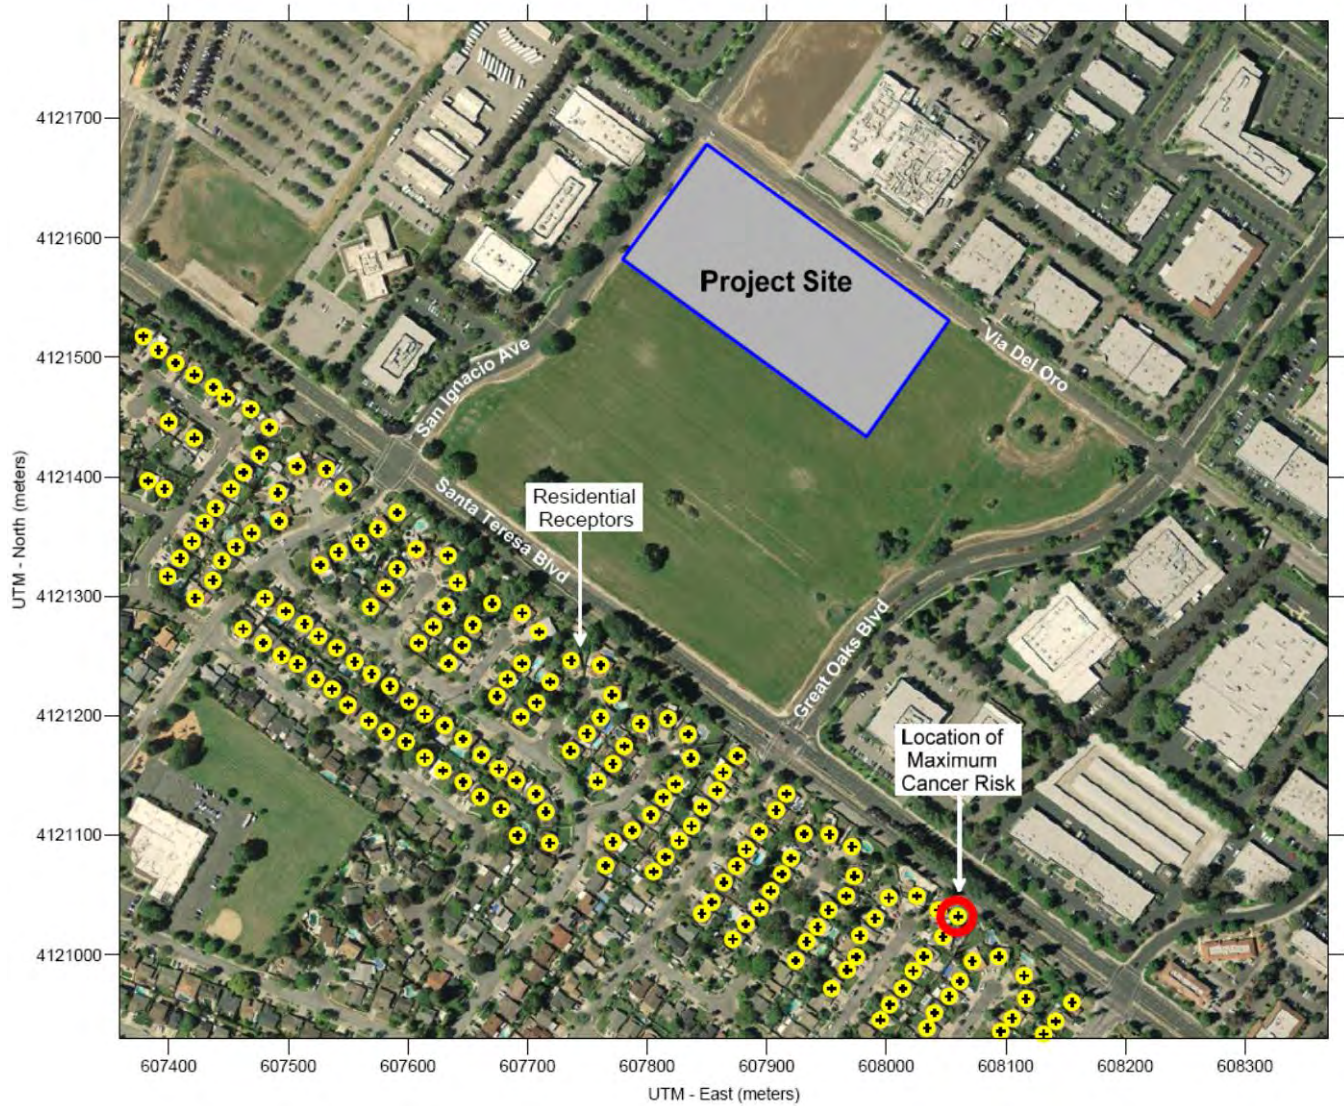 4121700
4121600
4121500
4121400
4121300
4121200
4121100
4121000
UTM - North (meters)
Project Site
Via Del Oro
San Ignacio Ave
Santa Teresa Blvd
Residential
Receptors
Great Oaks Blvd
Location of
Maximum
Cancer Risk
607400
607500
607600
607700
607800
607900
608000
608100
608200
608300
UTM - East (meters)